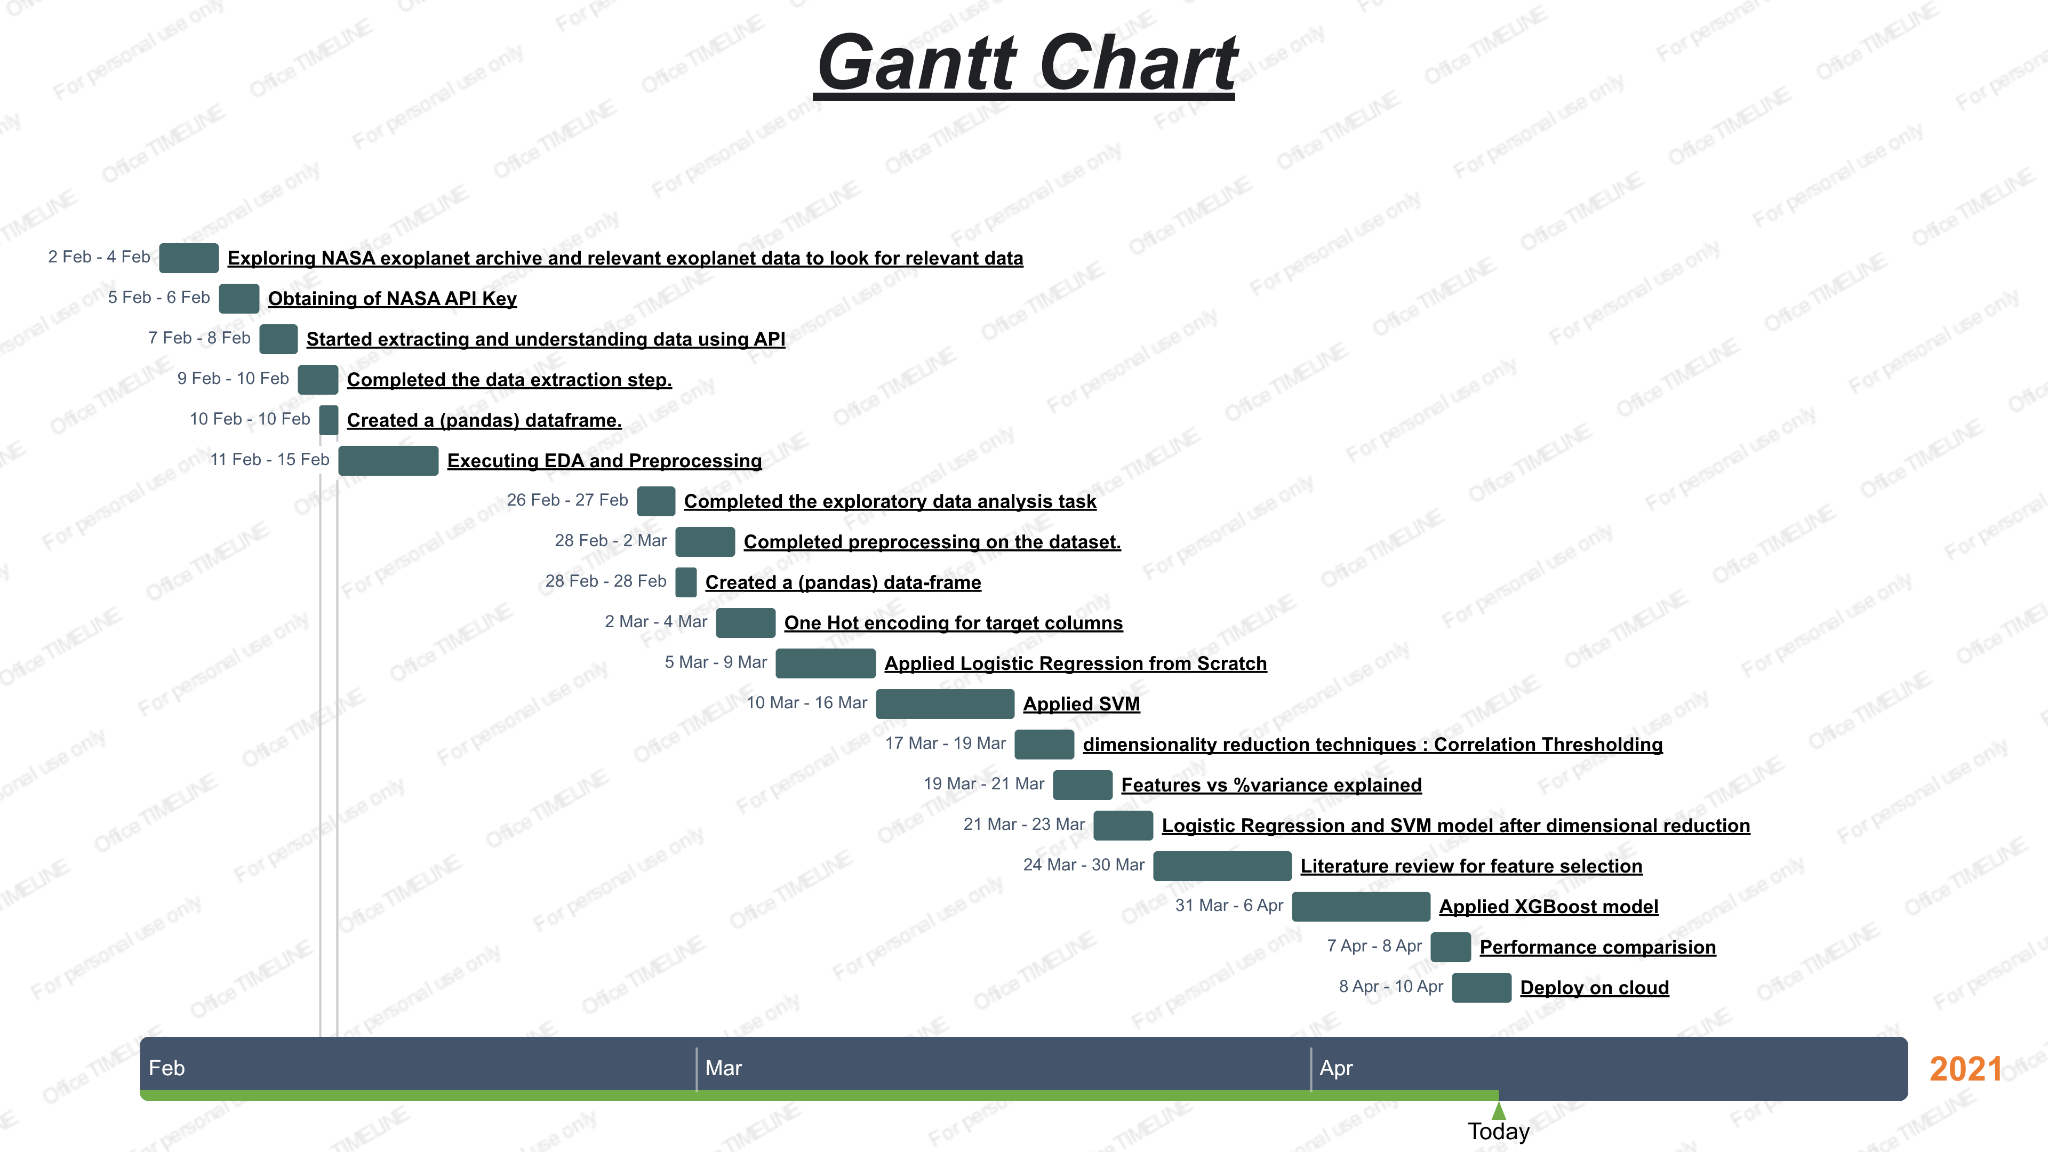 Gantt Chart
2 Feb - 4 Feb Exploring NASA exoplanet archive and relevant exoplanet data to look for relevant data
5 Feb - 6 Feb Obtaining of NASA API Key
7 Feb - 8 Feb Started extracting and understanding data using API
9 Feb - 10 Feb Completed the data extraction step.
10 Feb - 10 Feb Created a (pandas) dataframe.
11 Feb - 15 Feb Executing EDA and Preprocessing
26 Feb - 27 Feb Completed the exploratory data analysis task
28 Feb - 2 Mar Completed preprocessing on the dataset.
28 Feb - 28 Feb Created a (pandas) data-frame
2 Mar - 4 Mar One Hot encoding for target columns
5 Mar - 9 Mar Applied Logistic Regression from Scratch
10 Mar - 16 Mar Applied SVM
17 Mar - 19 Mar dimensionality reduction techniques : Correlation Thresholding
19 Mar - 21 Mar Features vs %variance explained
21 Mar - 23 Mar Logistic Regression and SVM model after dimensional reduction
24 Mar - 30 Mar Literature review for feature selection
31 Mar - 6 Apr Applied XGBoost model
7 Apr - 8 Apr Performance comparision
8 Apr - 10 Apr Deploy on cloud
Feb Mar Apr 2021
Today
Office TIMELINE For personal use only